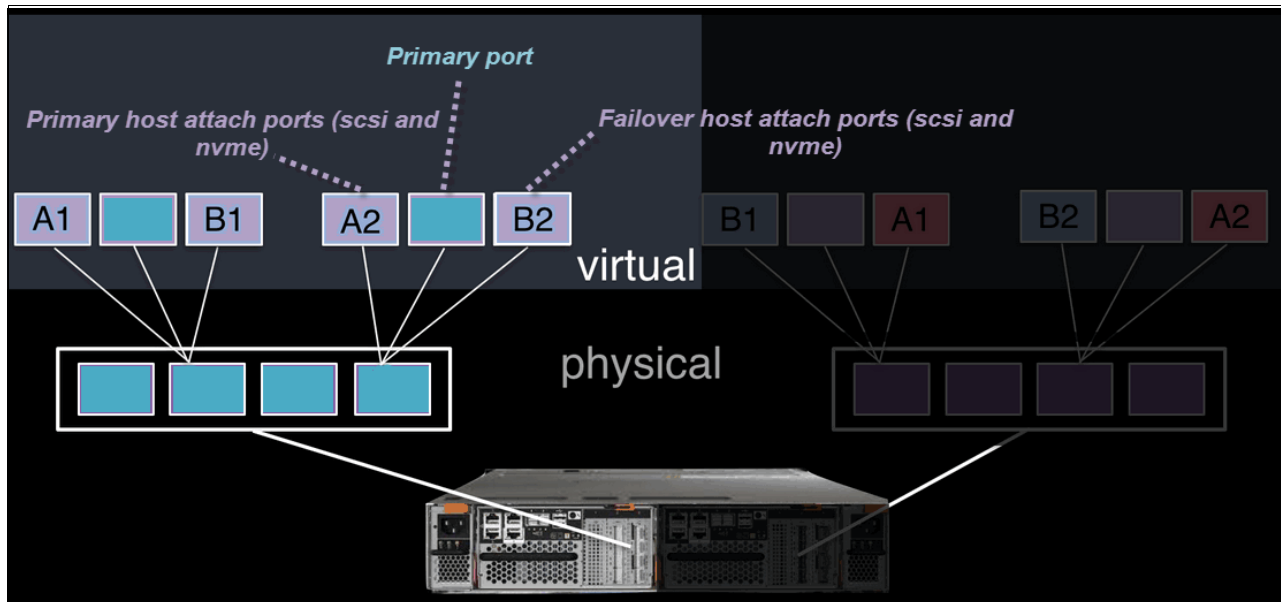 Primary port
Primary host attach ports (scsi and
nvme)
Failover host attach ports (scsi and
nvme)
A1
B1
A2
B2
B1
A1
B2
A2
virtual
physical